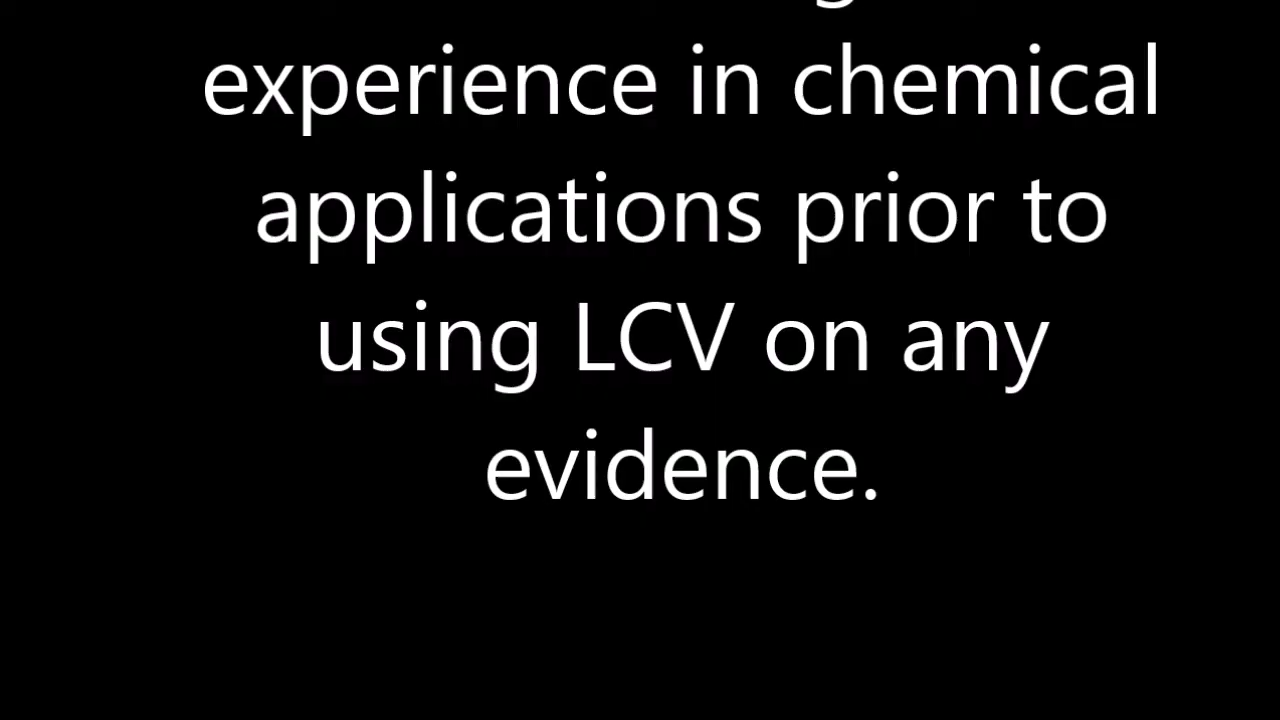 experience in chemical
applications prior to
using LCV on any
evidence.